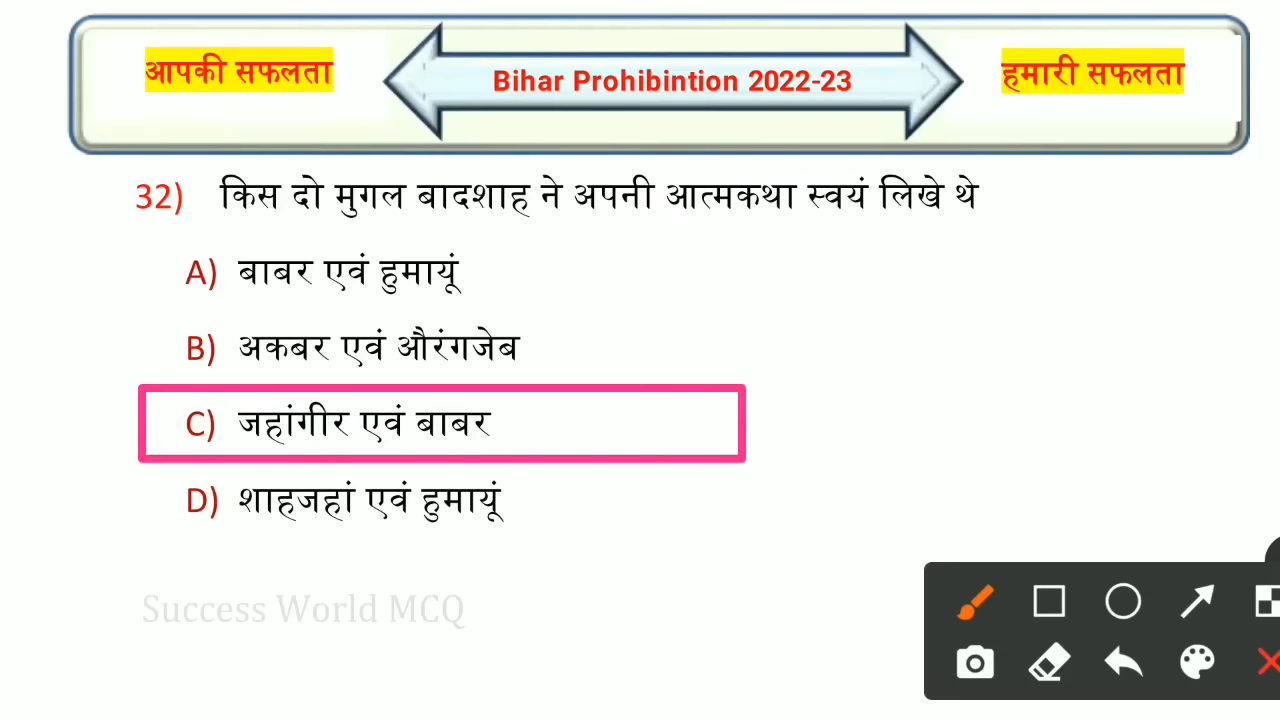 आपकी सफलता
Bihar Prohibintion 2022-23
हमारी सफलता
32) किस दो मुगल बादशाह ने अपनी आत्मकथा स्वयं लिखे थे
A) बाबर एवं हुमायूं
B) अकबर एवं औरंगजेब
C) जहांगीर एवं बाबर
D) शाहजहां एवं हुमायूं
Success World MCQ